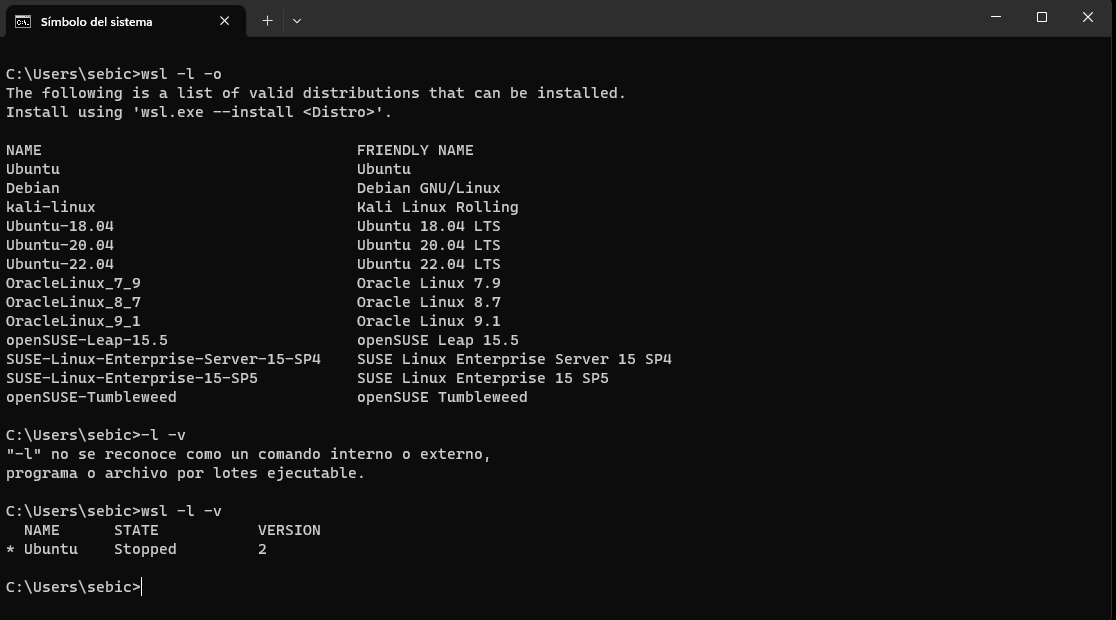 Símbolo del sistema
C:\Users\sebic>wsl -l -o
The following is a list of valid distributions that can be installed.
Install using 'wsl.exe --install <Distro>'.
NAME                                   FRIENDLY NAME
Ubuntu                                 Ubuntu
Debian                                 Debian GNU/Linux
kali-linux                             Kali Linux Rolling
Ubuntu-18.04                           Ubuntu 18.04 LTS
Ubuntu-20.04                           Ubuntu 20.04 LTS
Ubuntu-22.04                           Ubuntu 22.04 LTS
OracleLinux_7_9                        Oracle Linux 7.9
OracleLinux_8_7                        Oracle Linux 8.7
OracleLinux_9_1                        Oracle Linux 9.1
openSUSE-Leap-15.5                     openSUSE Leap 15.5
SUSE-Linux-Enterprise-Server-15-SP4    SUSE Linux Enterprise Server 15 SP4
SUSE-Linux-Enterprise-15-SP5           SUSE Linux Enterprise 15 SP5
openSUSE-Tumbleweed                    openSUSE Tumbleweed
C:\Users\sebic>-l -v
"-l" no se reconoce como un comando interno o externo,
programa o archivo por lotes ejecutable.
C:\Users\sebic>wsl -l -v
  NAME      STATE           VERSION
* Ubuntu    Stopped         2
C:\Users\sebic>